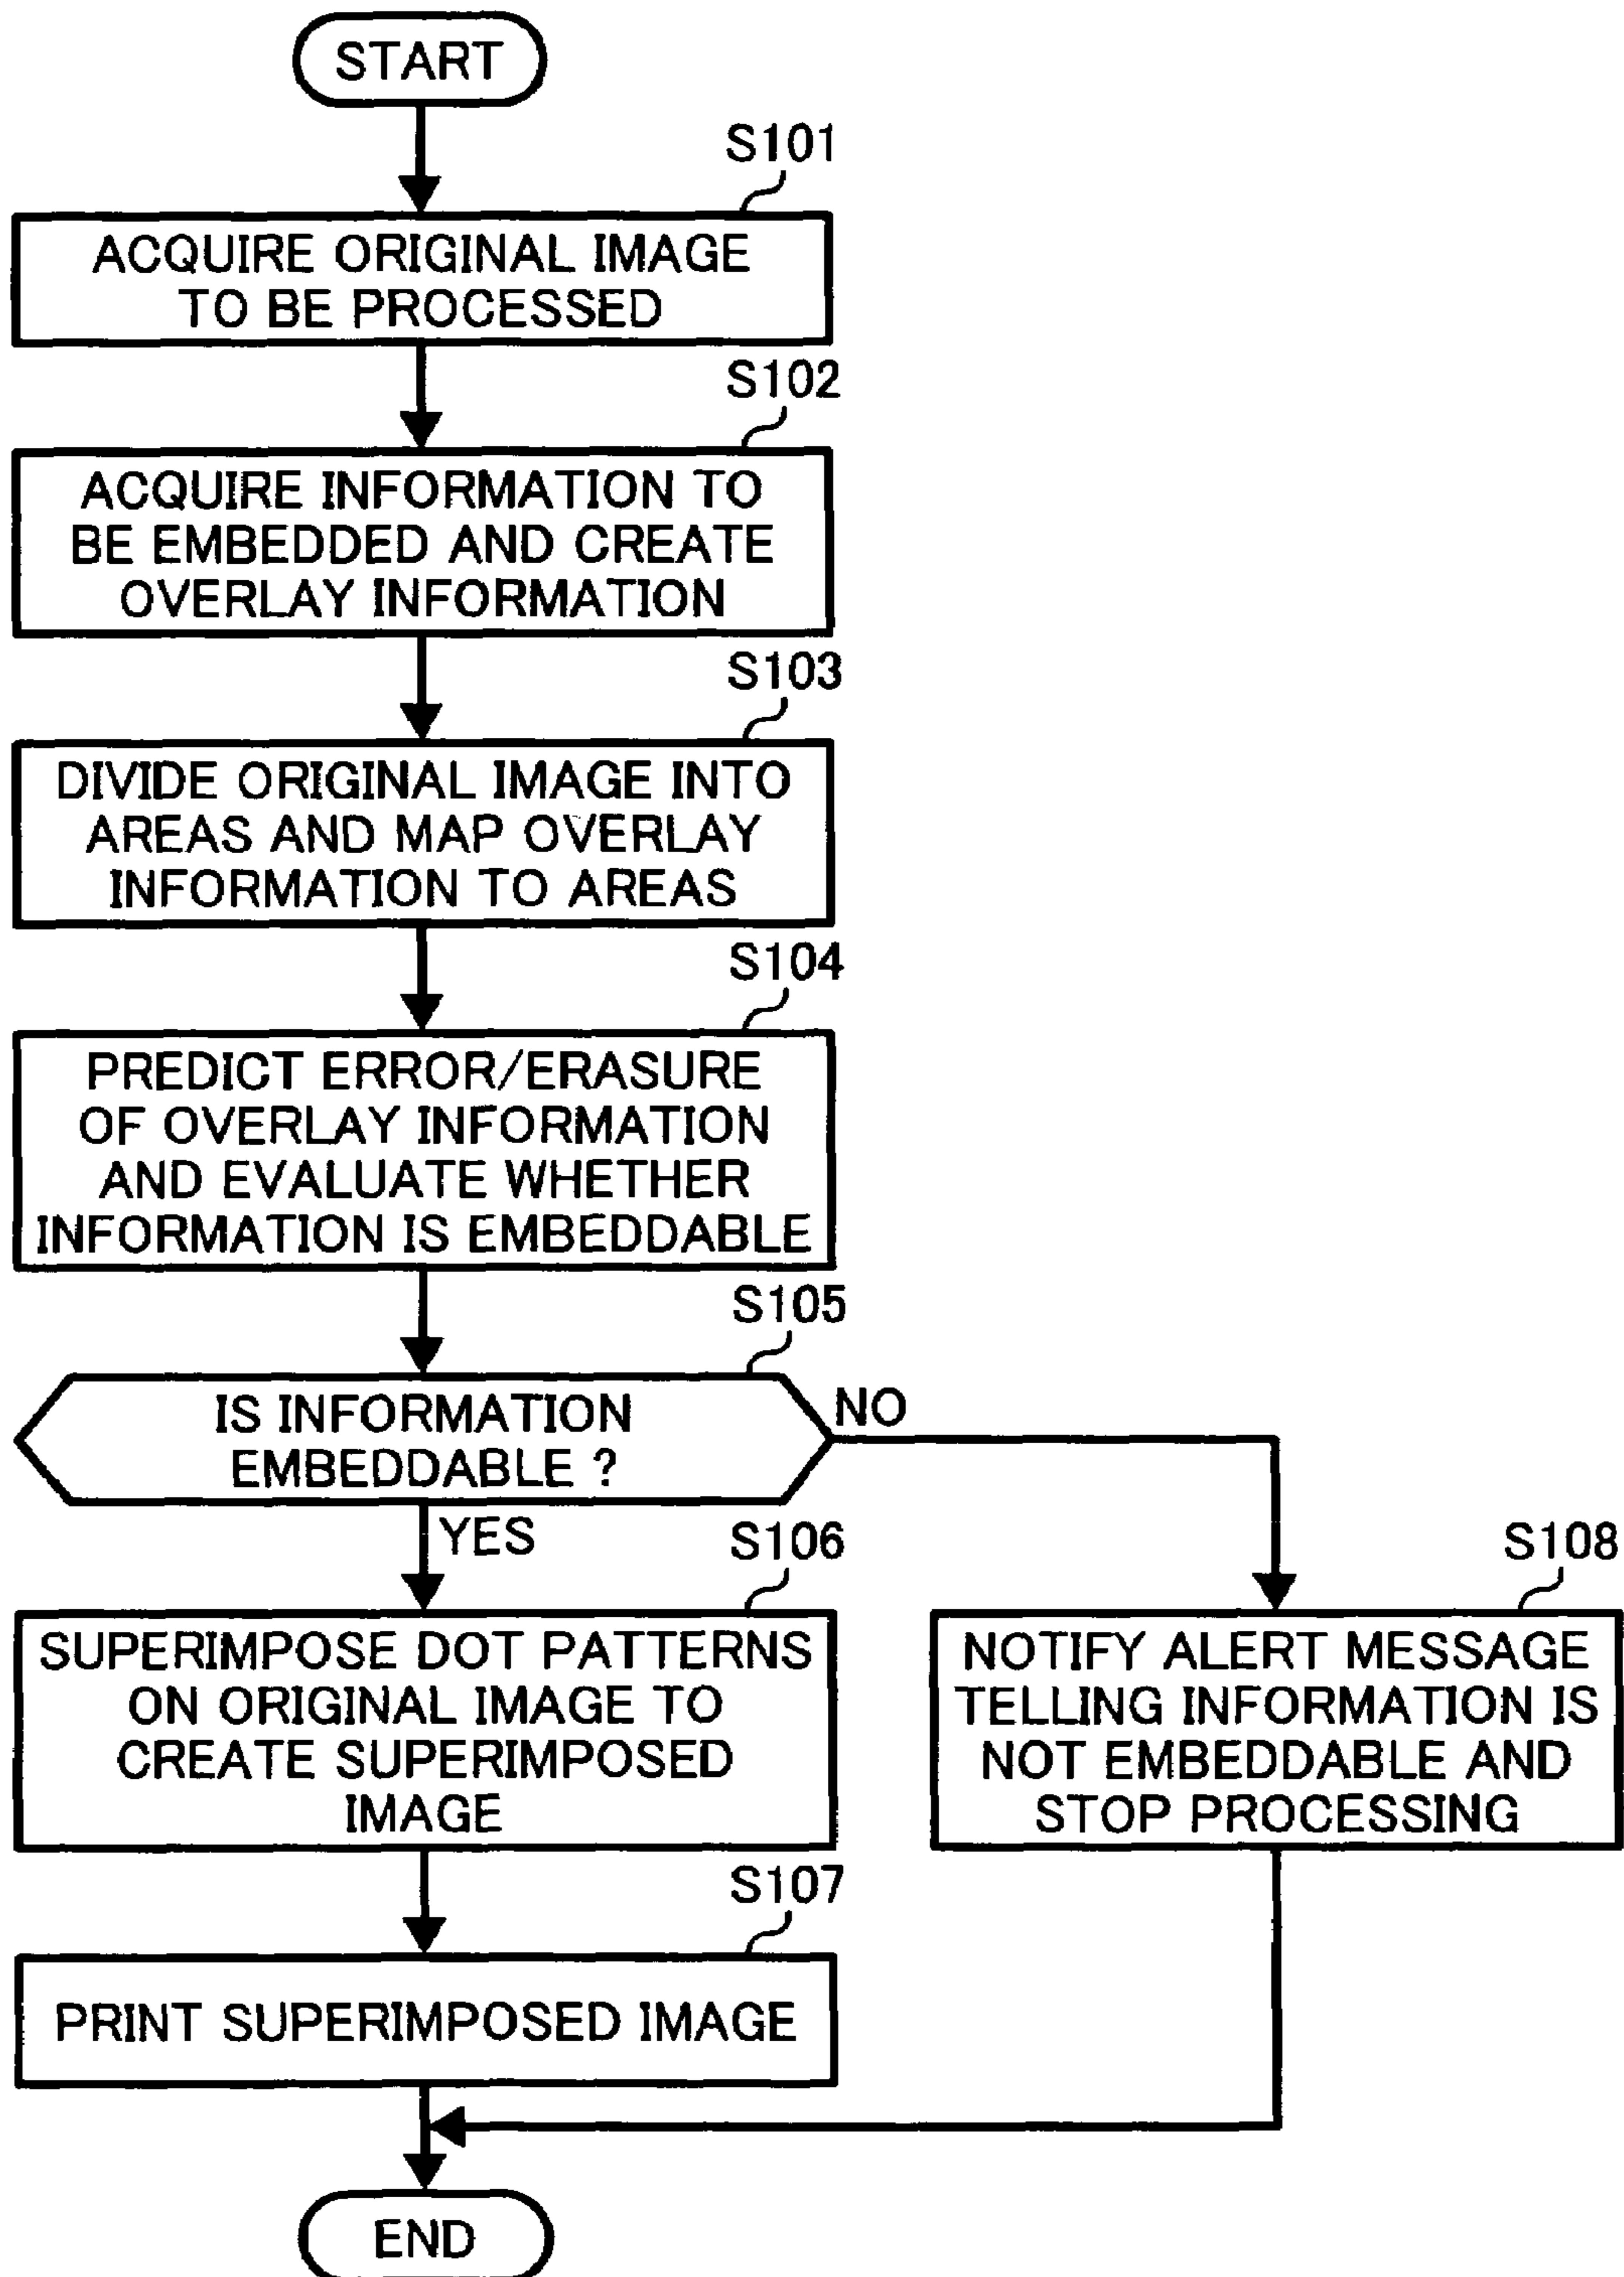 START
S101
ACQUIRE ORIGINAL IMAGE
TO BE PROCESSED
S102
ACQUIRE INFORMATION TO
BE EMBEDDED AND CREATE
OVERLAY INFORMATION
S103
DIVIDE ORIGINAL IMAGE INTO
AREAS AND MAP OVERLAY
INFORMATION TO AREAS
S104
PREDICT ERROR/ERASURE
OF OVERLAY INFORMATION
AND EVALUATE WHETHER
INFORMATION IS EMBEDDABLE
S105
IS INFORMATION
EMBEDDABLE ?
NO
YES
S106
SUPERIMPOSE DOT PATTERNS
ON ORIGINAL IMAGE TO
CREATE SUPERIMPOSED
IMAGE
S108
NOTIFY ALERT MESSAGE
TELLING INFORMATION IS
NOT EMBEDDABLE AND
STOP PROCESSING
S107
PRINT SUPERIMPOSED IMAGE
END